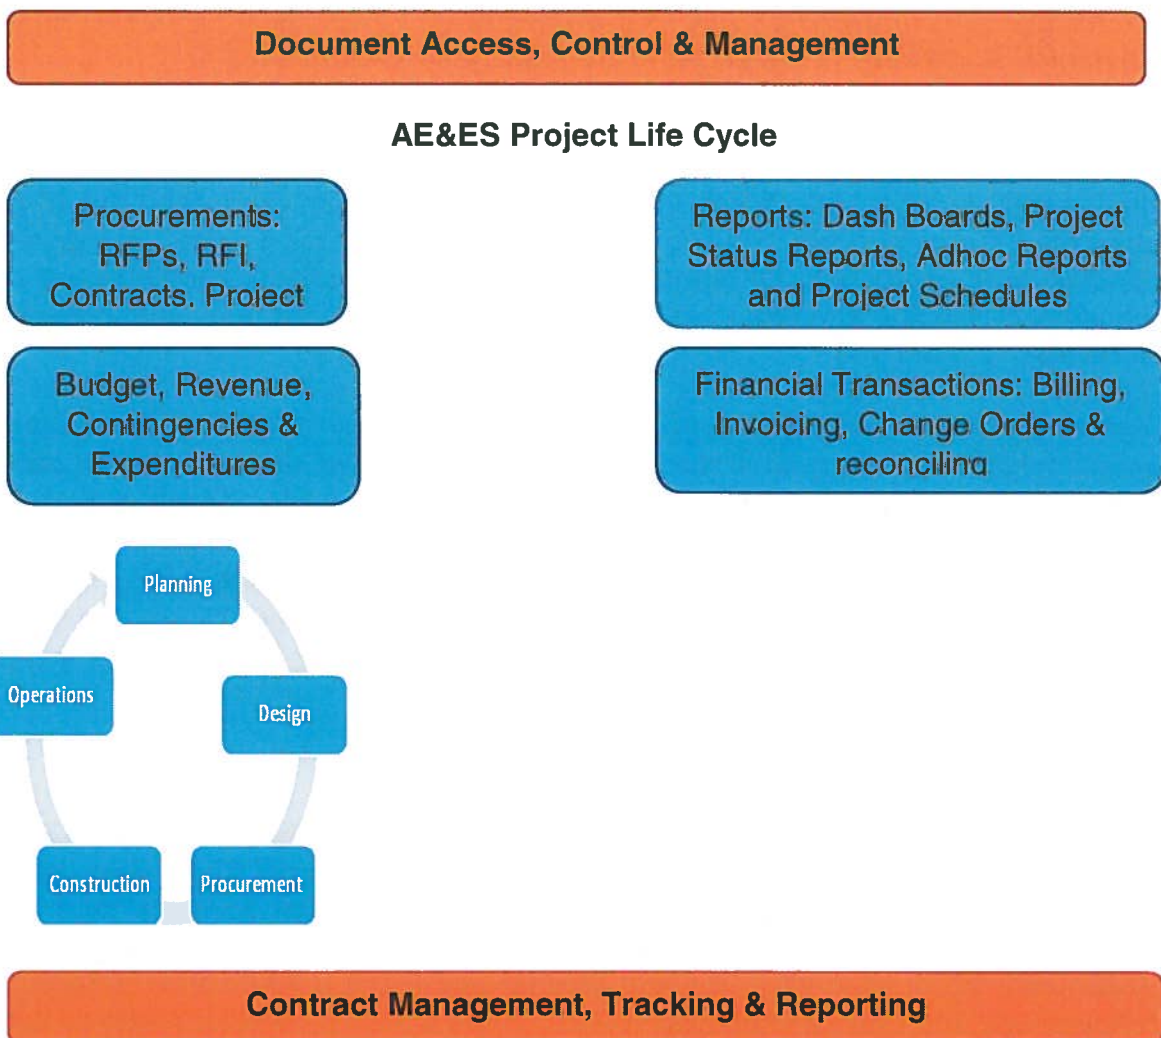 Document Access, Control & Management
AE&ES Project Life Cycle
Procurements:
RFPs, RFI,
Contracts. Project
Reports: Dash Boards, Project
Status Reports, Adhoc Reports
and Project Schedules
Budget, Revenue,
Contingencies &
Expenditures
Financial Transactions: Billing,
Invoicing, Change Orders &
reconciling
Planning
Operations
Design
Construction
Procurement
Contract Management, Tracking & Reporting